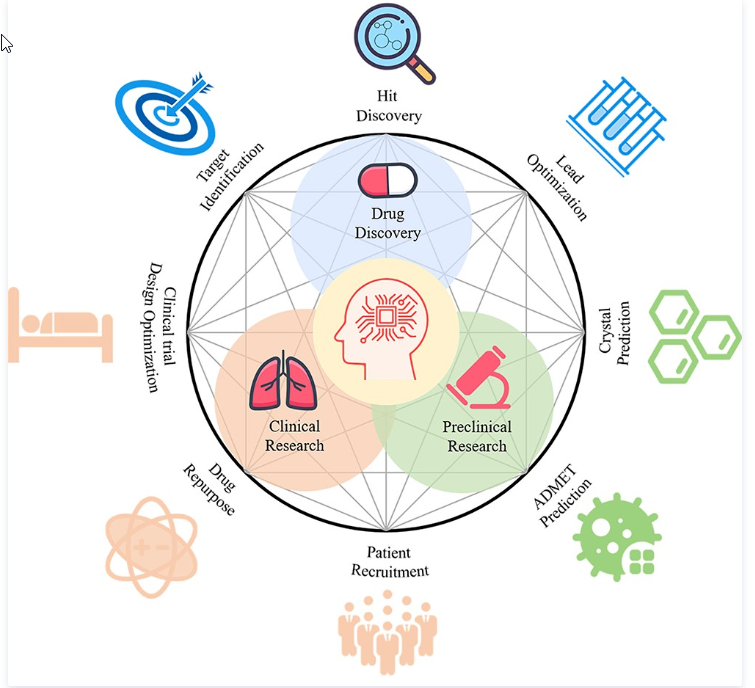 Hit
Discovery
Target
Identification
Lead
Optimization
Drug
Discovery
Clinical trial
Design Optimization
Crystal
Prediction
Clinical
Research
Preclinical
Research
Drug
Repurpose
ADMET
Prediction
Patient
Recruitment